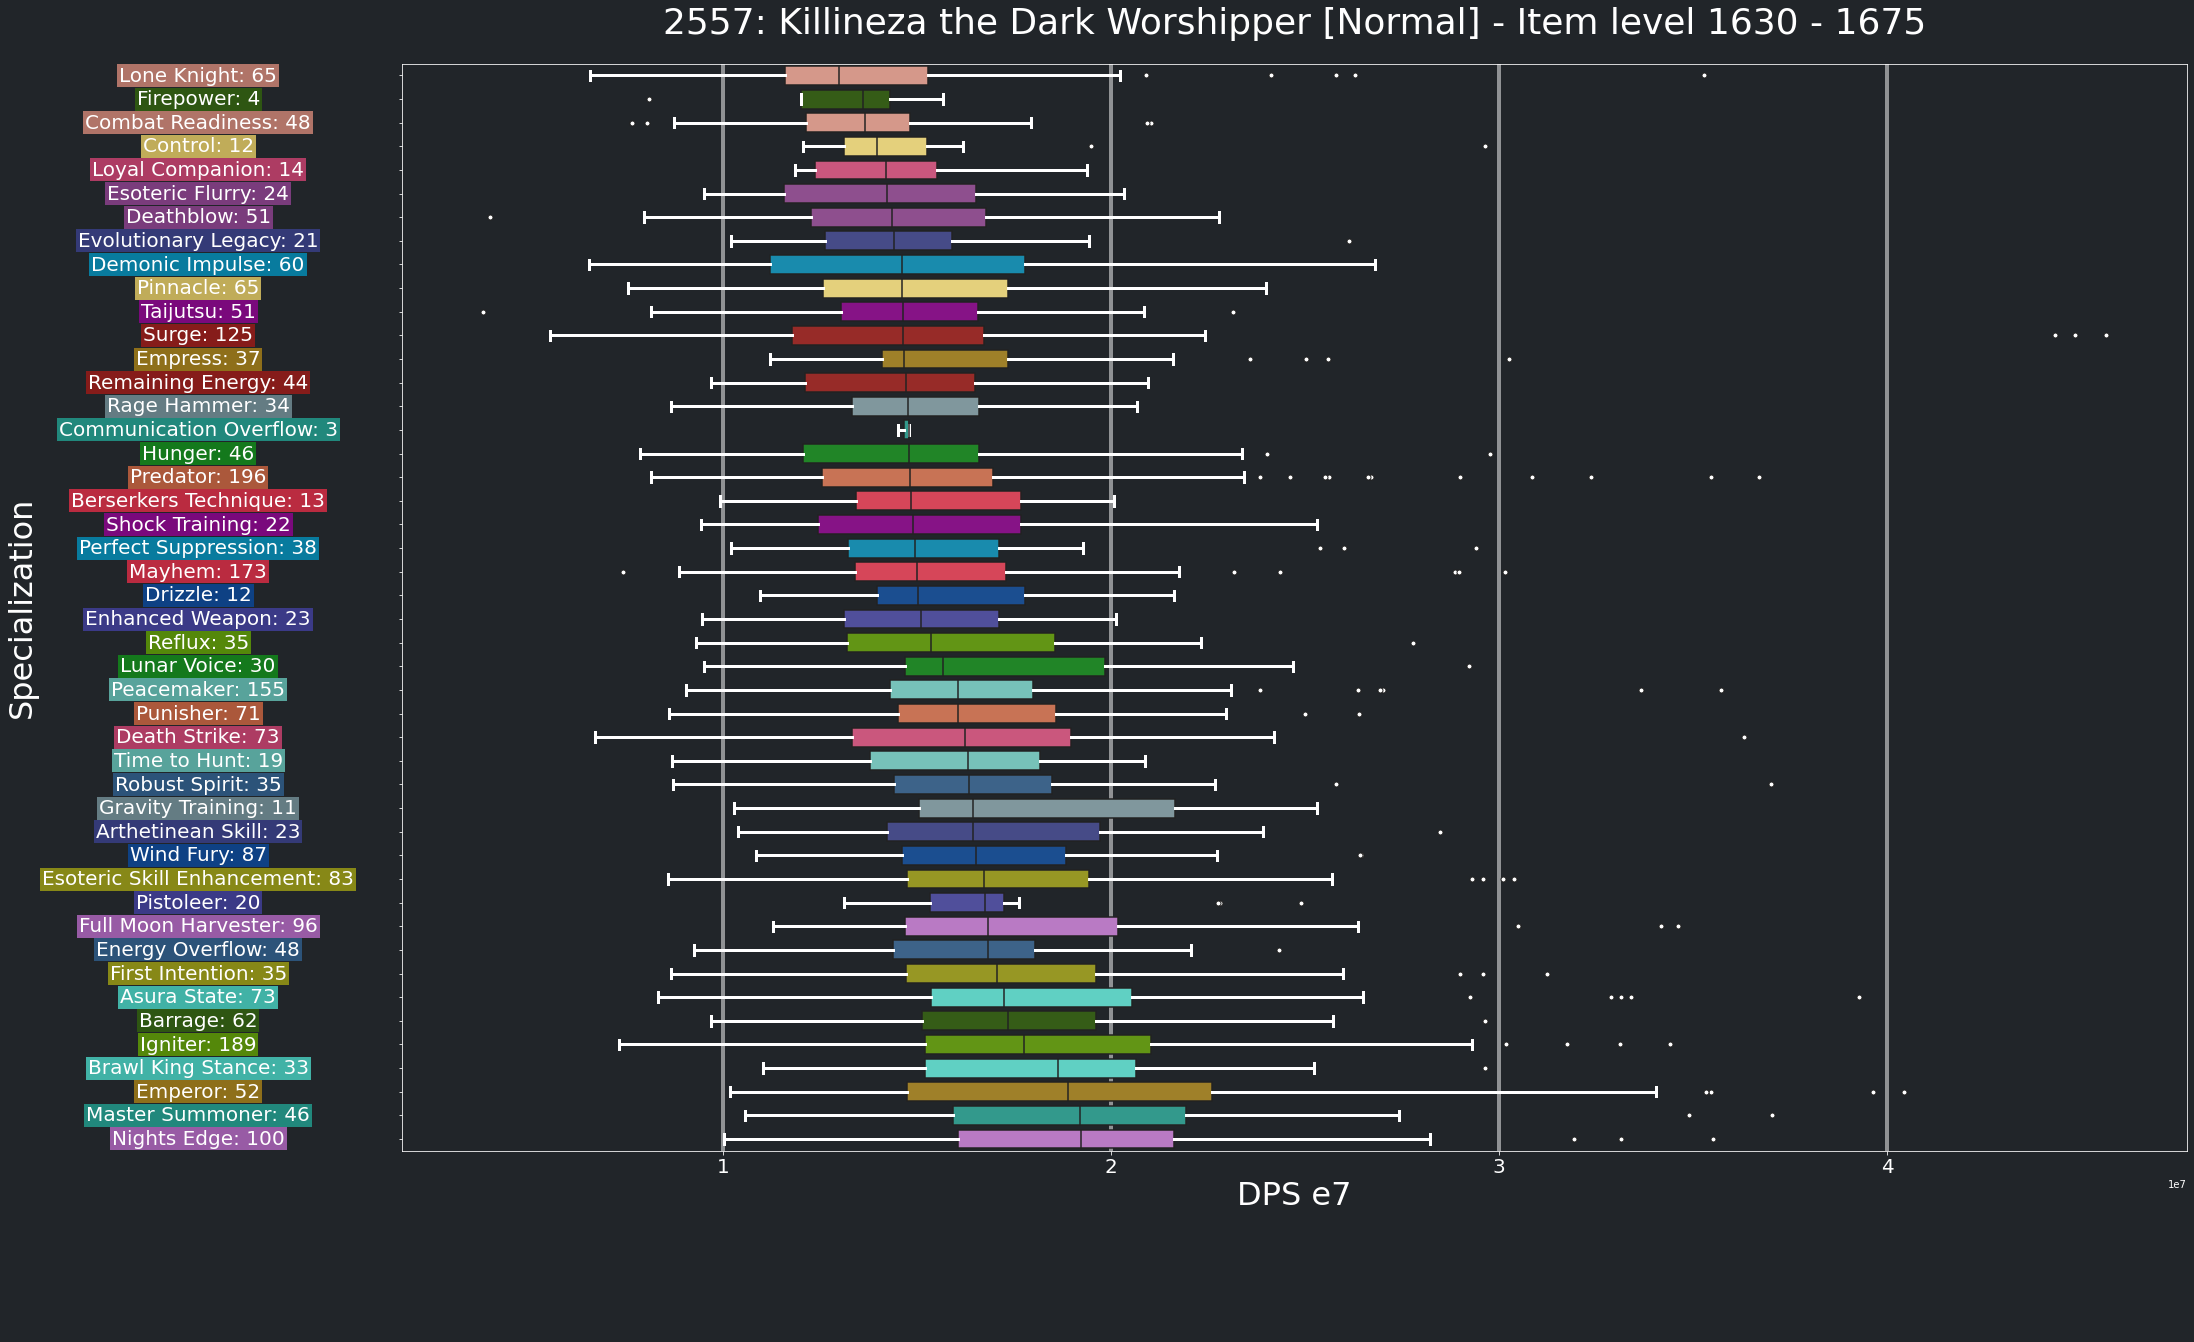 2557: Killineza the Dark Worshipper [Normal] - Item level 1630 - 1675
Specialization
Lone Knight: 65
Firepower: 4
Combat Readiness: 48
Control: 12
Loyal Companion: 14
Esoteric Flurry: 24
Deathblow: 51
Evolutionary Legacy: 21
Demonic Impulse: 60
Pinnacle: 65
Taijutsu: 51
Surge: 125
Empress: 37
Remaining Energy: 44
Rage Hammer: 34
Communication Overflow: 3
Hunger: 46
Predator: 196
Berserkers Technique: 13
Shock Training: 22
Perfect Suppression: 38
Mayhem: 173
Drizzle: 12
Enhanced Weapon: 23
Reflux: 35
Lunar Voice: 30
Peacemaker: 155
Punisher: 71
Death Strike: 73
Time to Hunt: 19
Robust Spirit: 35
Gravity Training: 11
Arthetinean Skill: 23
Wind Fury: 87
Esoteric Skill Enhancement: 83
Pistoleer: 20
Full Moon Harvester: 96
Energy Overflow: 48
First Intention: 35
Asura State: 73
Barrage: 62
Igniter: 189
Brawl King Stance: 33
Emperor: 52
Master Summoner: 46
Nights Edge: 100
1 2 3 4
DPS e7
1e7